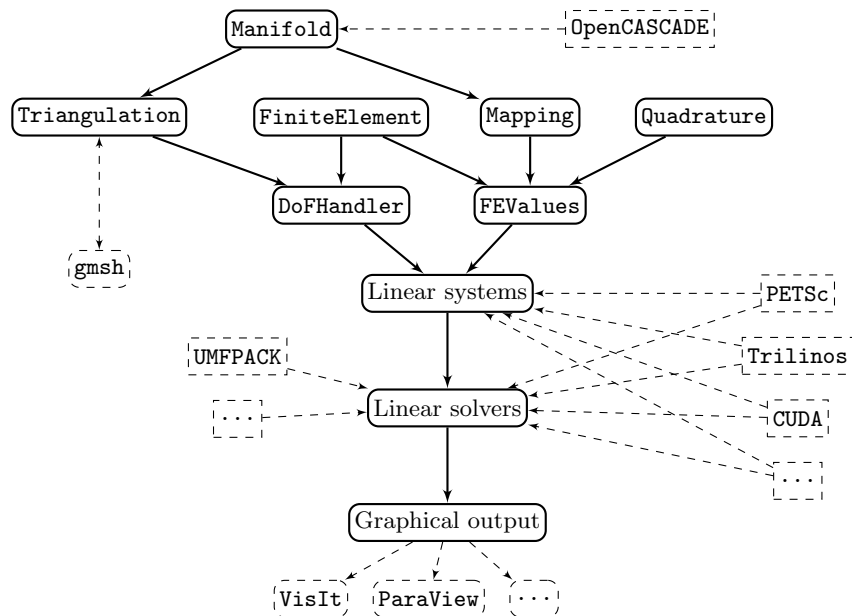 Manifold
OpenCASCADE
Triangulation
FiniteElement
Mapping
Quadrature
DoFHandler
FEValues
gmsh
Linear systems
PETSc
UMFPACK
Trilinos
...
Linear solvers
CUDA
...
Graphical output
VisIt
ParaView
...